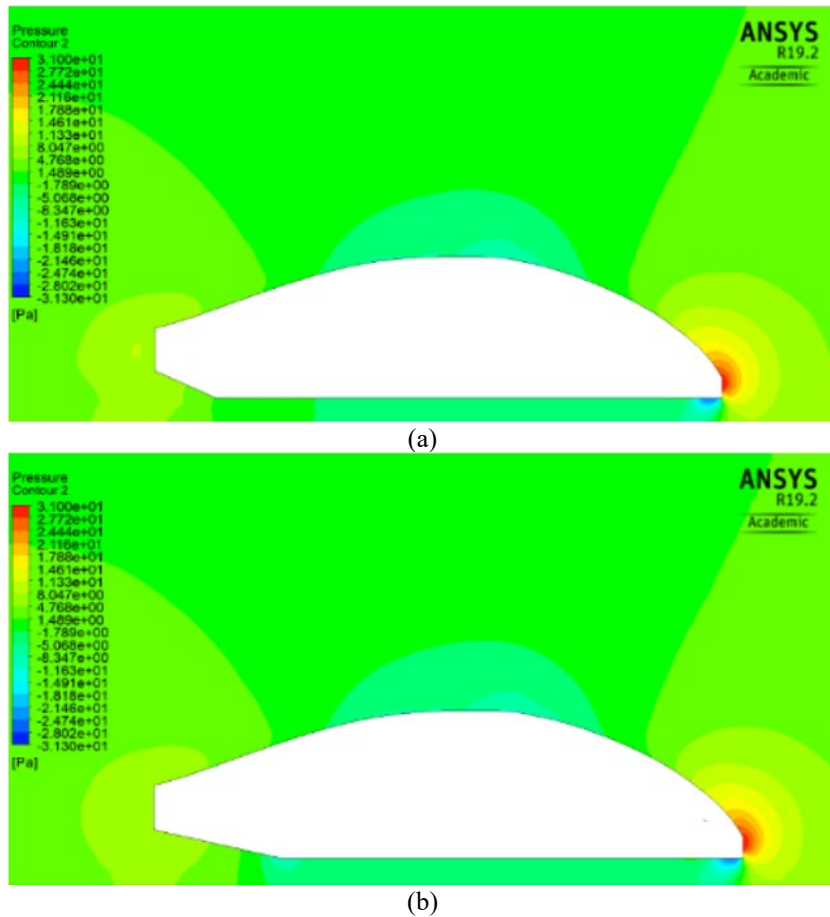 Pressure
Contour 2
3.100e+01
2.772e+01
2.444e+01
2.116e+01
1.788e+01
1.461e+01
1.133e+01
8.047e+00
4.768e+00
1.489e+00
-1.789e+00
-5.068e+00
-8.347e+00
-1.163e+01
-1.491e+01
-1.818e+01
-2.146e+01
-2.474e+01
-2.802e+01
-3.130e+01
[Pa]
ANSYS
R19.2
Academic
(a)
Pressure
Contour 2
3.100e+01
2.772e+01
2.444e+01
2.116e+01
1.788e+01
1.461e+01
1.133e+01
8.047e+00
4.768e+00
1.489e+00
-1.789e+00
-5.068e+00
-8.347e+00
-1.163e+01
-1.491e+01
-1.818e+01
-2.146e+01
-2.474e+01
-2.802e+01
-3.130e+01
[Pa]
ANSYS
R19.2
Academic
(b)